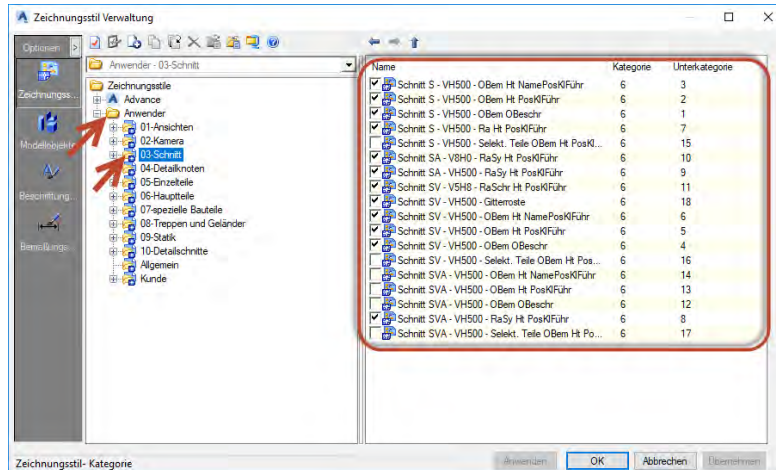 Zeichnungsstil Verwaltung
Optionen >
Zeichnungss...
Modellobjekte
Beschriftung...
Bemaßungs...
Anwender - 03-Schnitt
Zeichnungsstile
Advance
Anwender
01-Ansichten
02-Kamera
03-Schnitt
04-Detailknoten
05-Einzelteile
06-Hauptteile
07-spezielle Bauteile
08-Treppen und Geländer
09-Statik
10-Detailschnitte
Allgemein
Kunde
Name Kategorie Unterkategorie
Schnitt S - VH500 - OBem Ht NamePosKlFühr 6 3
Schnitt S - VH500 - OBem Ht PosKlFühr 6 2
Schnitt S - VH500 - OBem OBeschr 6 1
Schnitt S - VH500 - Ra Ht PosKlFühr 6 7
Schnitt S - VH500 - Selekt. Teile OBem Ht PosKl... 6 15
Schnitt SA - V8H0 - RaSy Ht PosKlFühr 6 10
Schnitt SA - VH500 - RaSy Ht PosKlFühr 6 9
Schnitt SV - V5H8 - RaSchr Ht PosKlFühr 6 11
Schnitt SV - VH500 - Gitterroste 6 18
Schnitt SV - VH500 - OBem Ht NamePosKlFühr 6 6
Schnitt SV - VH500 - OBem Ht PosKlFühr 6 5
Schnitt SV - VH500 - OBem OBeschr 6 4
Schnitt SV - VH500 - Selekt. Teile OBem Ht Pos... 6 16
Schnitt SVA - VH500 - OBem Ht NamePosKlFühr 6 14
Schnitt SVA - VH500 - OBem Ht PosKlFühr 6 13
Schnitt SVA - VH500 - OBem OBeschr 6 12
Schnitt SVA - VH500 - RaSy Ht PosKlFühr 6 8
Schnitt SVA - VH500 - Selekt. Teile OBem Ht Po... 6 17
Zeichnungsstil- Kategorie
Anwenden OK Abbrechen Übernehmen